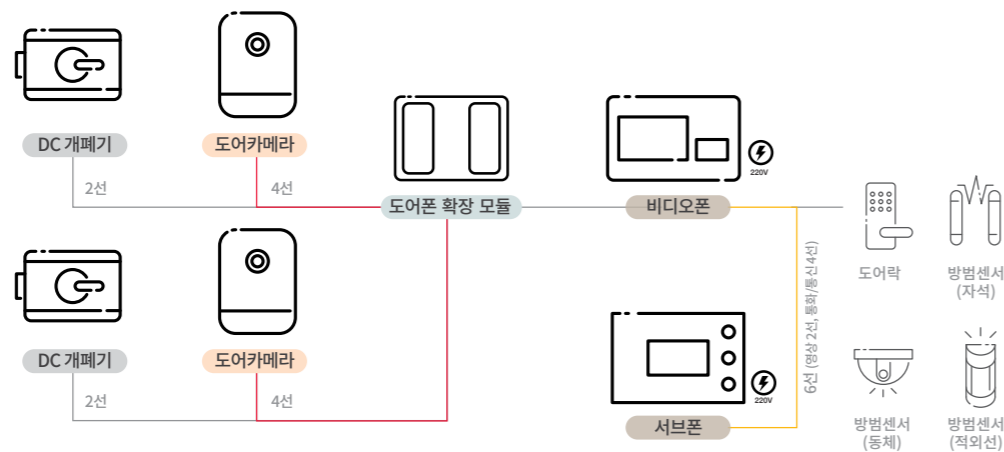 DC 개폐기
도어카메라
2선
4선
도어폰 확장 모듈
비디오폰
220V
DC 개폐기
도어카메라
2선
4선
서브폰
220V
6선 (영상 2선, 통화/통신 4선)
도어락
방범센서
(자석)
방범센서
(동체)
방범센서
(적외선)